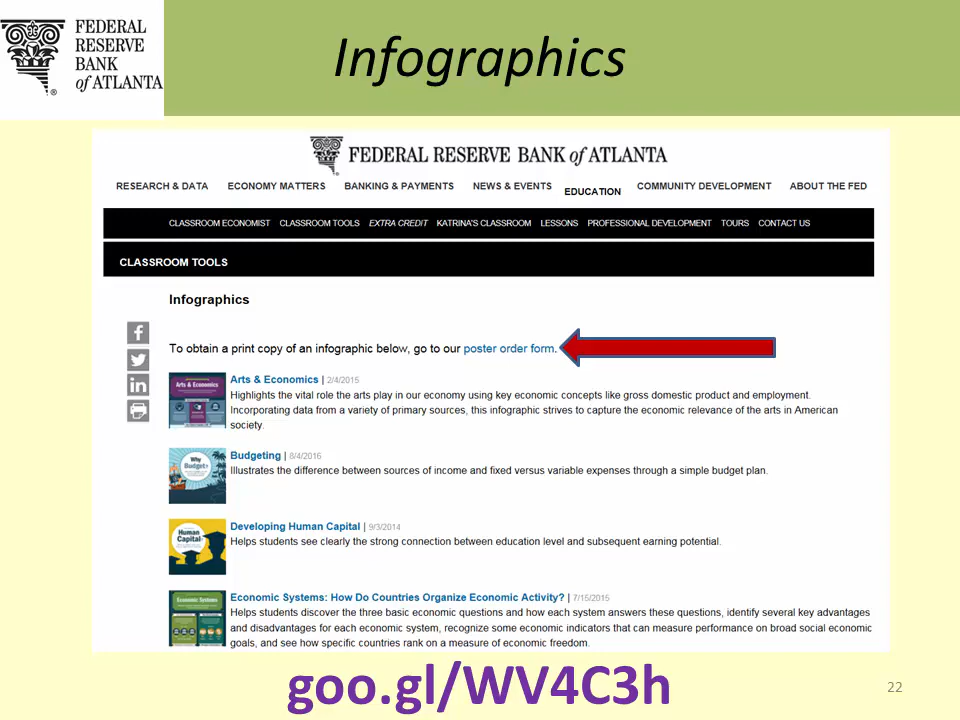 FEDERAL
RESERVE
BANK
of ATLANTA
®
Infographics
FEDERAL RESERVE BANK of ATLANTA
RESEARCH & DATA ECONOMY MATTERS BANKING & PAYMENTS NEWS & EVENTS EDUCATION COMMUNITY DEVELOPMENT ABOUT THE FED
CLASSROOM ECONOMIST CLASSROOM TOOLS EXTRA CREDIT KATRINA'S CLASSROOM LESSONS PROFESSIONAL DEVELOPMENT TOURS CONTACT US
CLASSROOM TOOLS
Infographics
f
in
To obtain a print copy of an infographic below, go to our poster order form.
Arts & Economics
Arts & Economics | 2/4/2015
Highlights the vital role the arts play in our economy using key economic concepts like gross domestic product and employment.
Incorporating data from a variety of primary sources, this infographic strives to capture the economic relevance of the arts in American
society.
Why
Budget?
Budgeting | 8/4/2016
Illustrates the difference between sources of income and fixed versus variable expenses through a simple budget plan.
Human
Capital
Developing Human Capital | 9/3/2014
Helps students see clearly the strong connection between education level and subsequent earning potential.
Economic Systems
Economic Systems: How Do Countries Organize Economic Activity? | 7/15/2015
Helps students discover the three basic economic questions and how each system answers these questions, identify several key advantages
and disadvantages for each economic system, recognize some economic indicators that can measure performance on broad social economic
goals, and see how specific countries rank on a measure of economic freedom.
goo.gl/WV4C3h
22